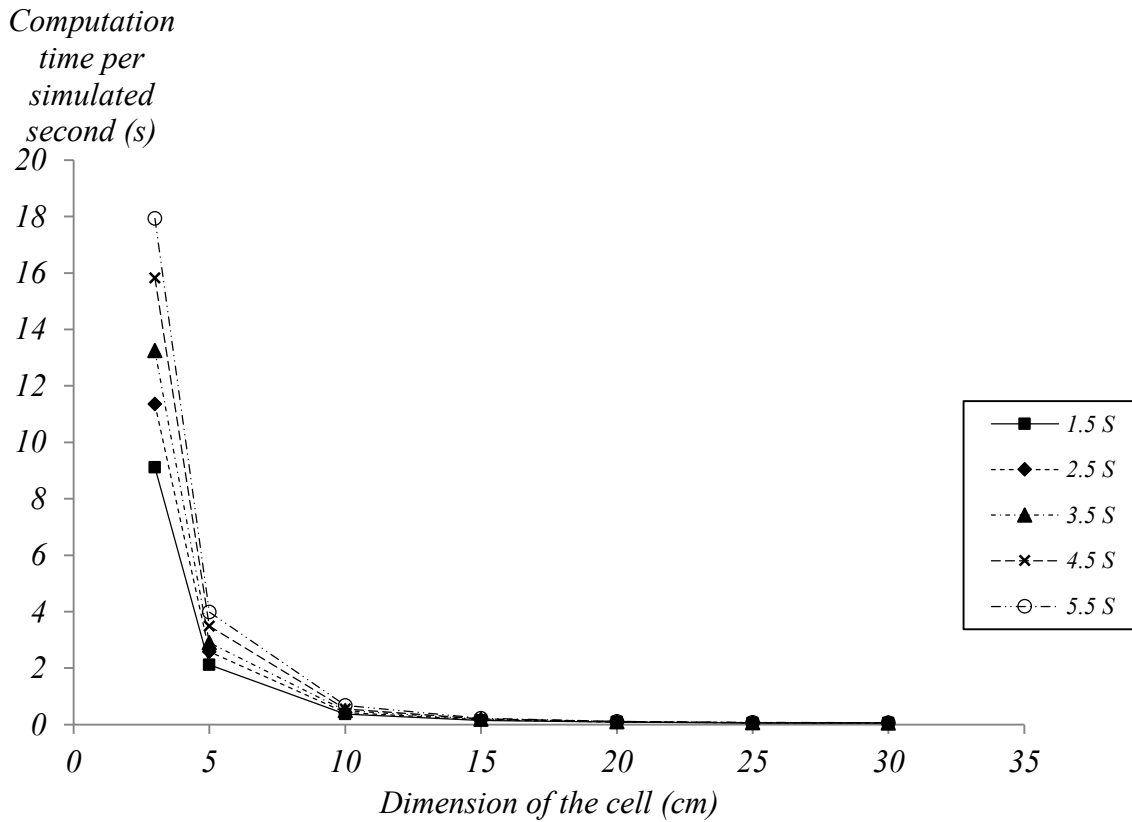 Computation
time per
simulated
second (s)
20
18
16
14
12
10
8
6
4
2
0
0 5 10 15 20 25 30 35
Dimension of the cell (cm)
1.5 S
2.5 S
3.5 S
4.5 S
5.5 S